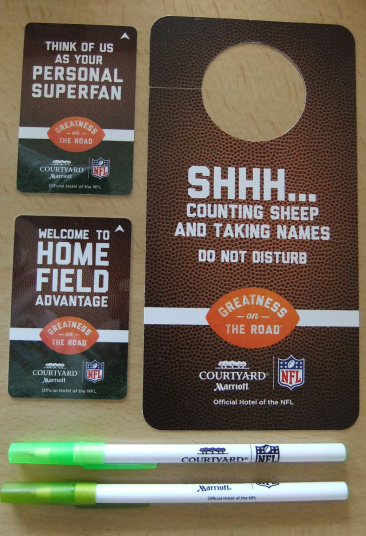 THINK OF US
AS YOUR
PERSONAL
SUPERFAN
GREATNESS
on
THE ROAD
COURTYARD
Marriott
NFL
Official Hotel of the NFL
WELCOME TO
HOME
FIELD
ADVANTAGE
GREATNESS
on
THE ROAD
COURTYARD
Marriott
NFL
Official Hotel of the NFL
SHHH...
COUNTING SHEEP
AND TAKING NAMES
DO NOT DISTURB
GREATNESS
on
THE ROAD
COURTYARD
Marriott
NFL
Official Hotel of the NFL
COURTYARD®
NFL
Marriott
Official Hotel of the NFL